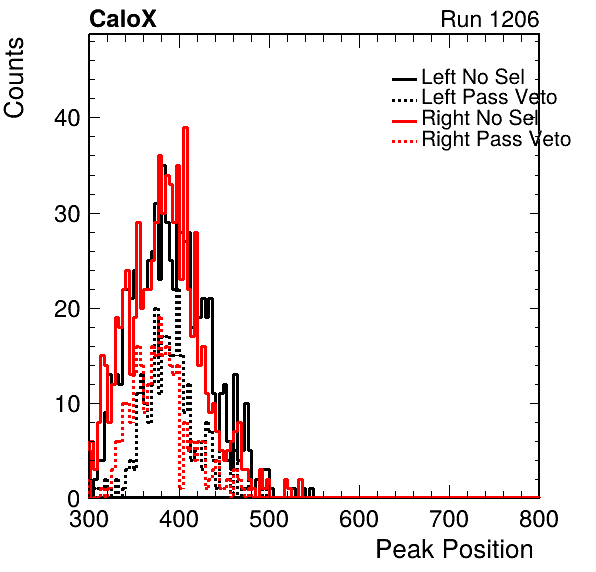 CaloX Run 1206
Counts
Left No Sel
Left Pass Veto
Right No Sel
Right Pass Veto
40
30
20
10
0
300 400 500 600 700 800
Peak Position